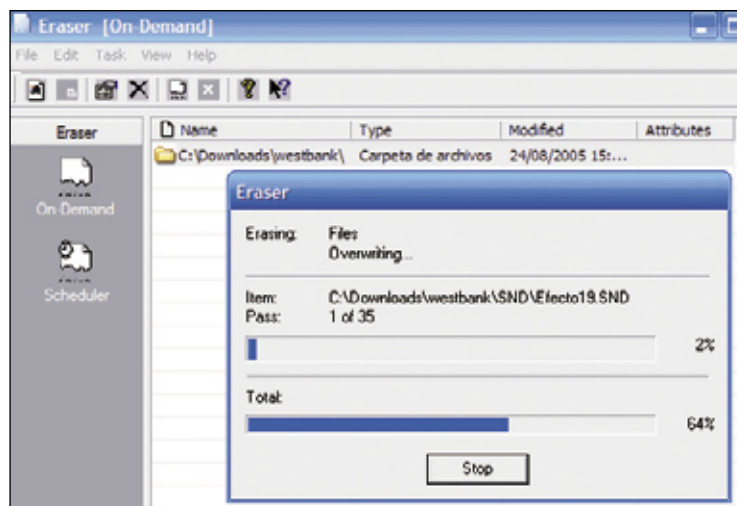 Eraser [On-Demand]
File Edit Task View Help
Eraser
Name Type Modified Attributes
C:\Downloads\westbank\ Carpeta de archivos 24/08/2005 15:...
On-Demand
Scheduler
Eraser
Erasing: Files
Overwriting...
Item: C:\Downloads\westbank\SND\Efecto19.SND
Pass: 1 of 35
2%
Total:
64%
Stop